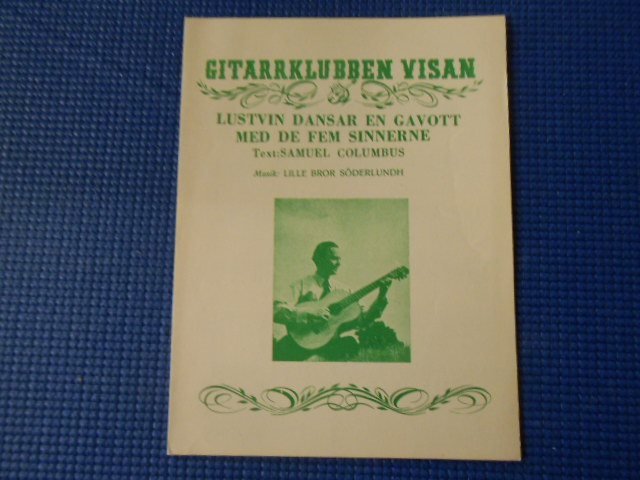 GITARRKLUBBEN VISAN
LUSTVIN DANSAR EN GAVOTT
MED DE FEM SINNERNE
Text:SAMUEL COLUMBUS
Musik: LILLE BROR SÖDERLUNDH